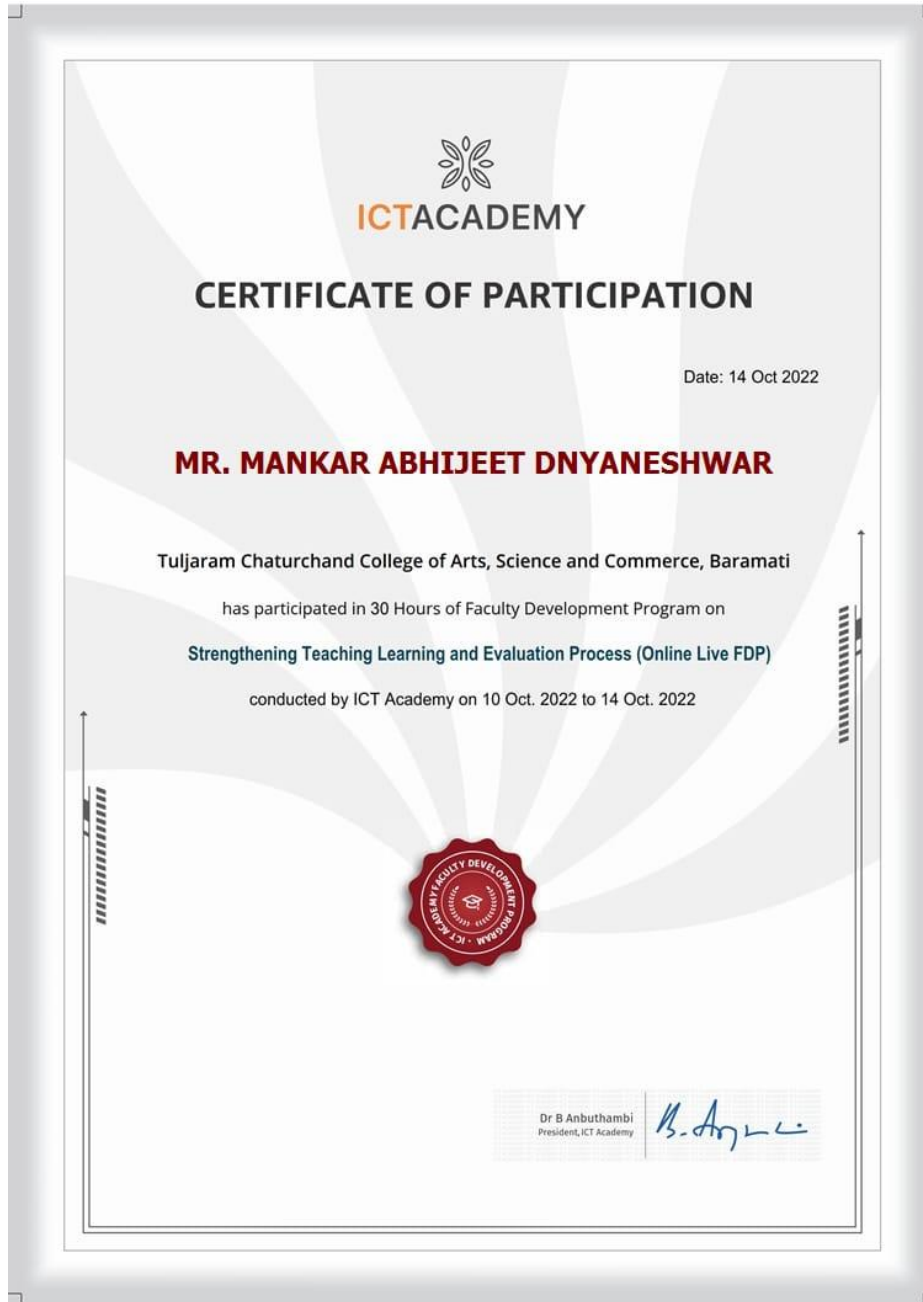 ICTACADEMY
CERTIFICATE OF PARTICIPATION
Date: 14 Oct 2022
MR. MANKAR ABHIJEET DNYANESHWAR
Tuljaram Chaturchand College of Arts, Science and Commerce, Baramati
has participated in 30 Hours of Faculty Development Program on
Strengthening Teaching Learning and Evaluation Process (Online Live FDP)
conducted by ICT Academy on 10 Oct. 2022 to 14 Oct. 2022
ICT ACADEMY FACULTY DEVELOPMENT PROGRAM
Dr B Anbuthambi
President, ICT Academy